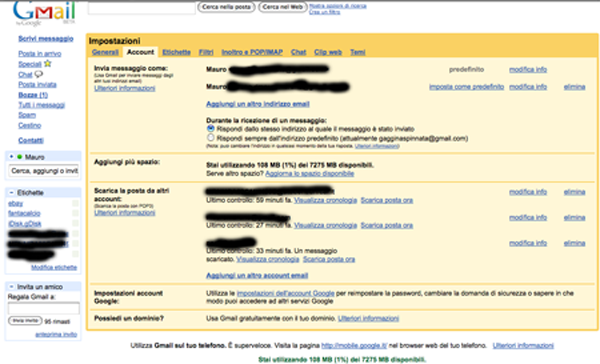 Gmail
by Google BETA
Cerca nella posta Cerca nel Web Mostra opzioni di ricerca
Crea un filtro
Scrivi messaggio
Posta in arrivo
Speciali
Chat
Posta inviata
Bozze (1)
Tutti i messaggi
Spam
Cestino
Contatti
Mauro
Cerca, aggiungi o invit
Etichette
ebay
fantacalcio
iDisk.gDisk
Modifica etichette
Invita un amico
Regala Gmail a:
Invia invito 95 rimasti
anteprima invito
Impostazioni
Generali Account Etichette Filtri Inoltro e POP/IMAP Chat Clip web Temi
Invia messaggio come:
(Usa Gmail per inviare messaggi dagli
altri tuoi indirizzi email)
Ulteriori informazioni
Mauro predefinito modifica info
Mauro imposta come predefinito modifica info elimina
Aggiungi un altro indirizzo email
Durante la ricezione di un messaggio:
Rispondi dallo stesso indirizzo al quale il messaggio è stato inviato
Rispondi sempre dall'indirizzo predefinito (attualmente gagginaspinnata@gmail.com)
(Nota: puoi cambiare l'indirizzo in qualsiasi momento della tua risposta. Ulteriori informazioni)
Aggiungi più spazio:
Stai utilizzando 108 MB (1%) dei 7275 MB disponibili.
Serve altro spazio? Aggiorna lo spazio disponibile
Scarica la posta da altri
account:
(Scarica la posta con POP3)
Ulteriori informazioni
modifica info elimina
Ultimo controllo: 59 minuti fa. Visualizza cronologia Scarica posta ora
modifica info elimina
Ultimo controllo: 27 minuti fa. Visualizza cronologia Scarica posta ora
modifica info elimina
Ultimo controllo: 33 minuti fa. Un messaggio
scaricato. Visualizza cronologia Scarica posta ora
Aggiungi un altro account email
Impostazioni account
Google:
Utilizza le Impostazioni dell'account Google per reimpostare la password, cambiare la domanda di sicurezza o sapere in che
modo puoi accedere ad altri servizi Google
Possiedi un dominio?
Usa Gmail gratuitamente con il tuo dominio. Ulteriori informazioni
Utilizza Gmail sul tuo telefono. È superveloce. Visita la pagina http://mobile.google.it/ nel browser web del tuo telefono. Ulteriori informazioni
Stai utilizzando 108 MB (1%) dei 7275 MB disponibili.